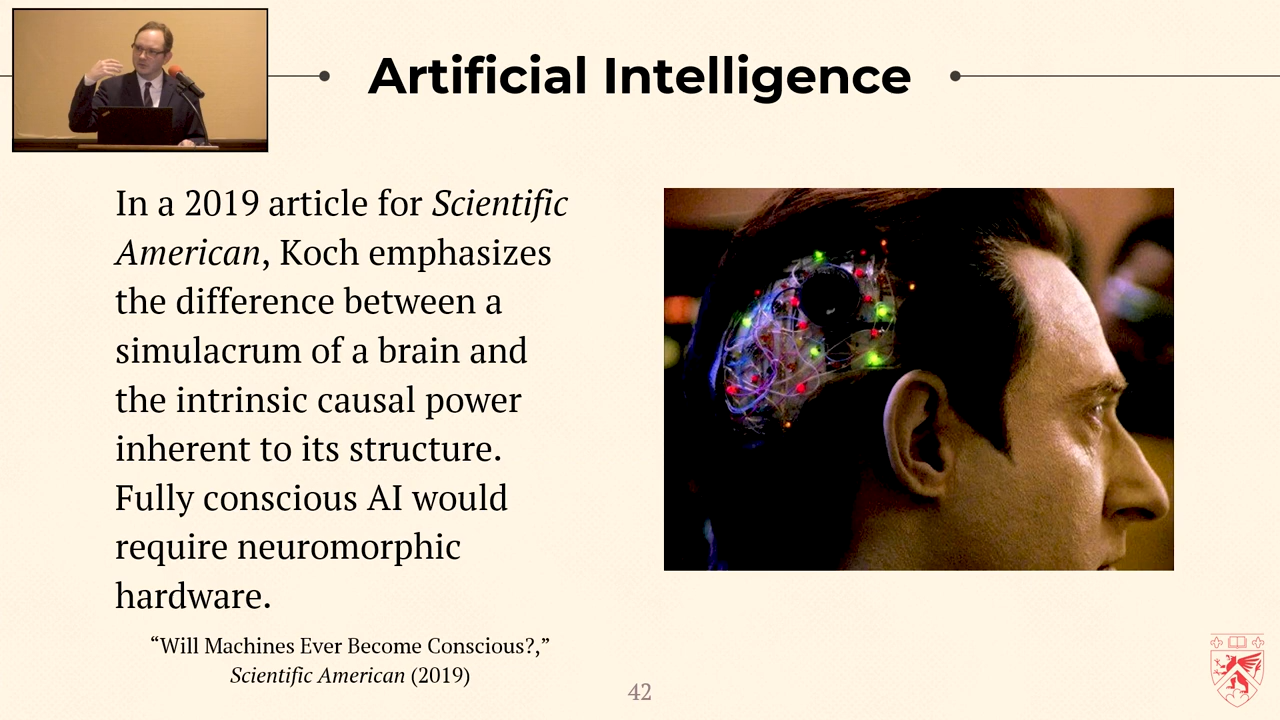 Artificial Intelligence
In a 2019 article for Scientific
American, Koch emphasizes
the difference between a
simulacrum of a brain and
the intrinsic causal power
inherent to its structure.
Fully conscious AI would
require neuromorphic
hardware.
“Will Machines Ever Become Conscious?,”
Scientific American (2019)
42